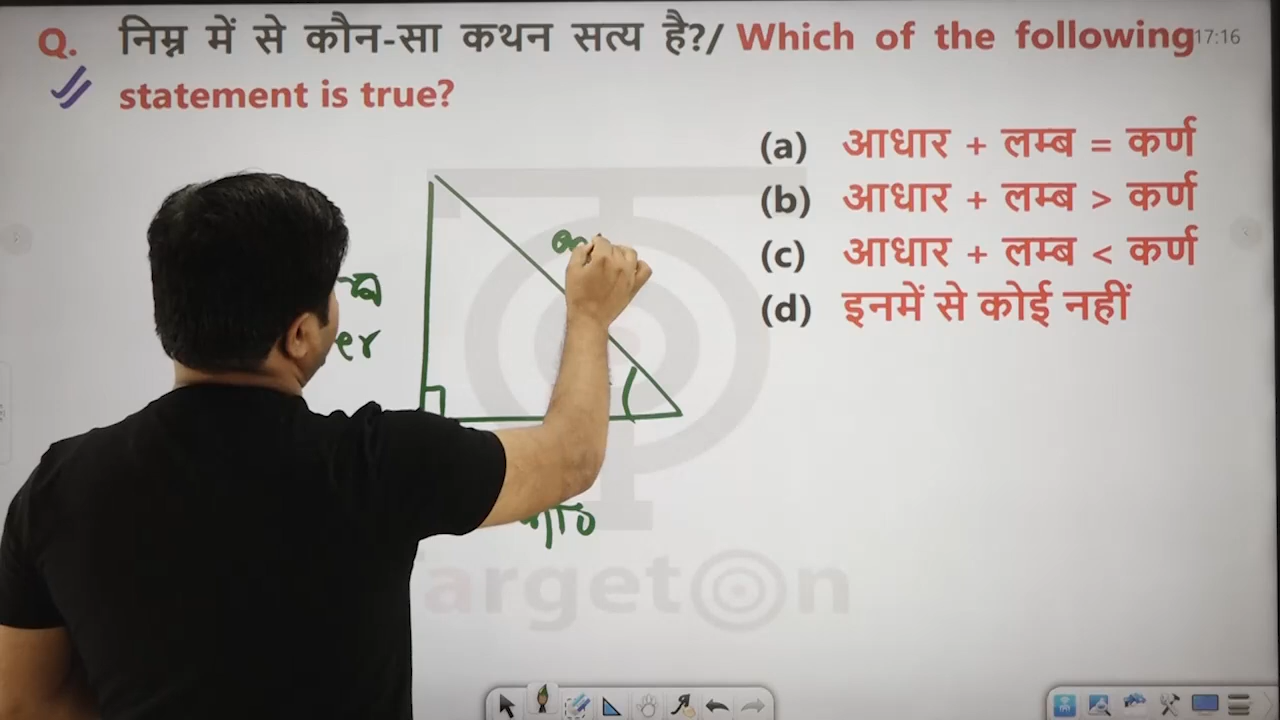 Q. निम्न में से कौन-सा कथन सत्य है?/ Which of the following
statement is true?
17:16
(a) आधार + लम्ब = कर्ण
(b) आधार + लम्ब > कर्ण
(c) आधार + लम्ब < कर्ण
(d) इनमें से कोई नहीं
Targeton